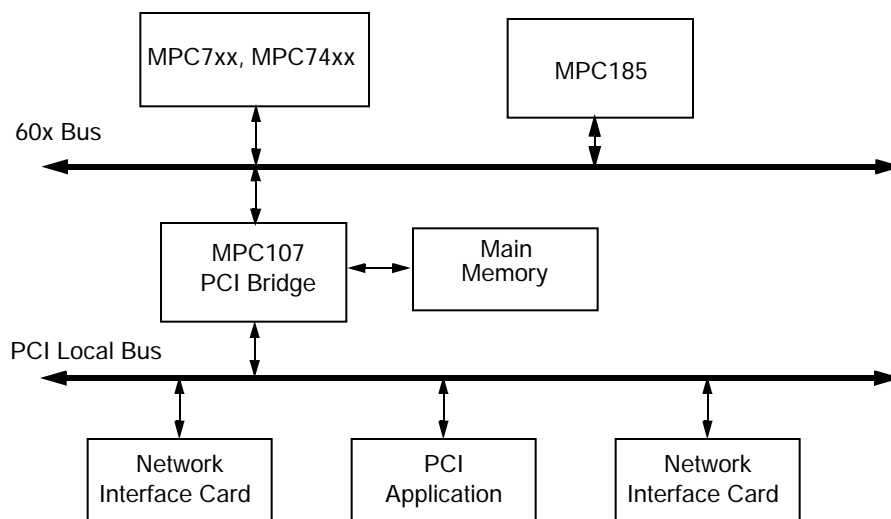 MPC7xx, MPC74xx
MPC185
60x Bus
MPC107
PCI Bridge
Main
Memory
PCI Local Bus
Network
Interface Card
PCI
Application
Network
Interface Card